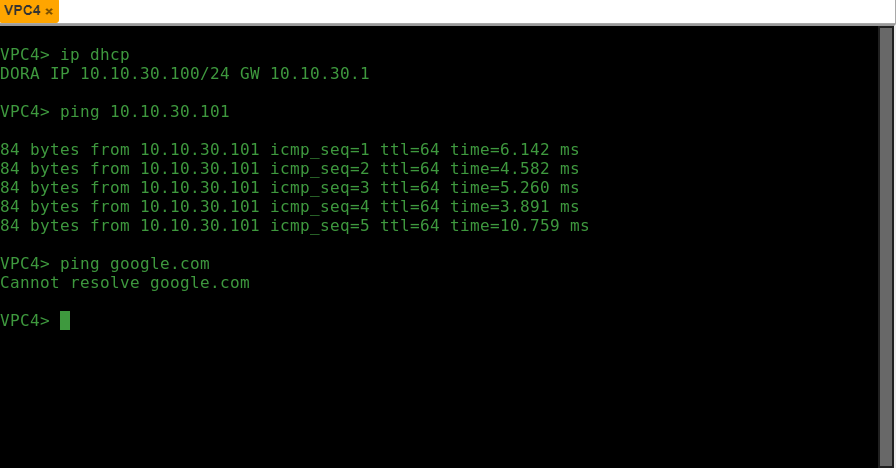 VPC4 ×
VPC4> ip dhcp
DORA IP 10.10.30.100/24 GW 10.10.30.1
VPC4> ping 10.10.30.101
84 bytes from 10.10.30.101 icmp_seq=1 ttl=64 time=6.142 ms
84 bytes from 10.10.30.101 icmp_seq=2 ttl=64 time=4.582 ms
84 bytes from 10.10.30.101 icmp_seq=3 ttl=64 time=5.260 ms
84 bytes from 10.10.30.101 icmp_seq=4 ttl=64 time=3.891 ms
84 bytes from 10.10.30.101 icmp_seq=5 ttl=64 time=10.759 ms
VPC4> ping google.com
Cannot resolve google.com
VPC4>